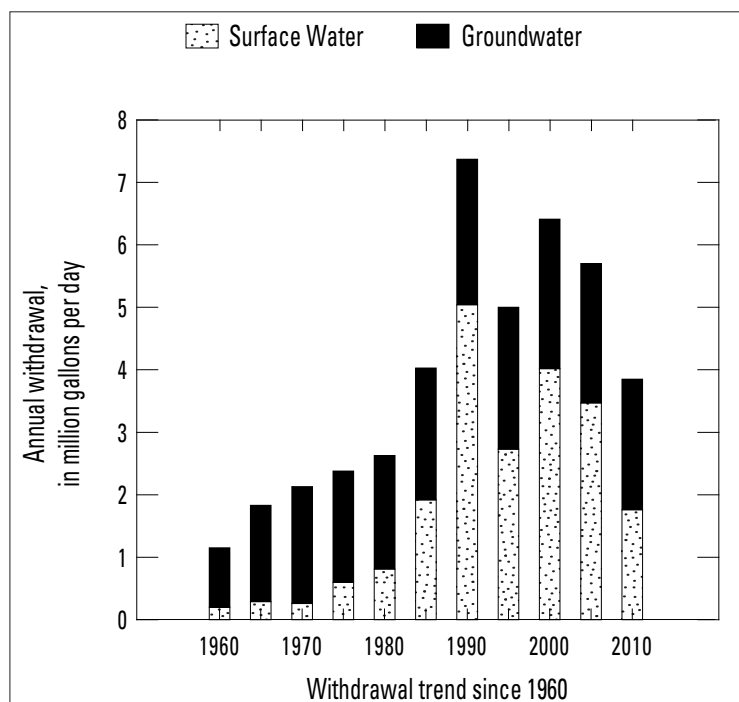 Surface Water Groundwater
8
7
6
5
4
3
2
1
0
Annual withdrawal,
in million gallons per day
1960 1970 1980 1990 2000 2010
Withdrawal trend since 1960